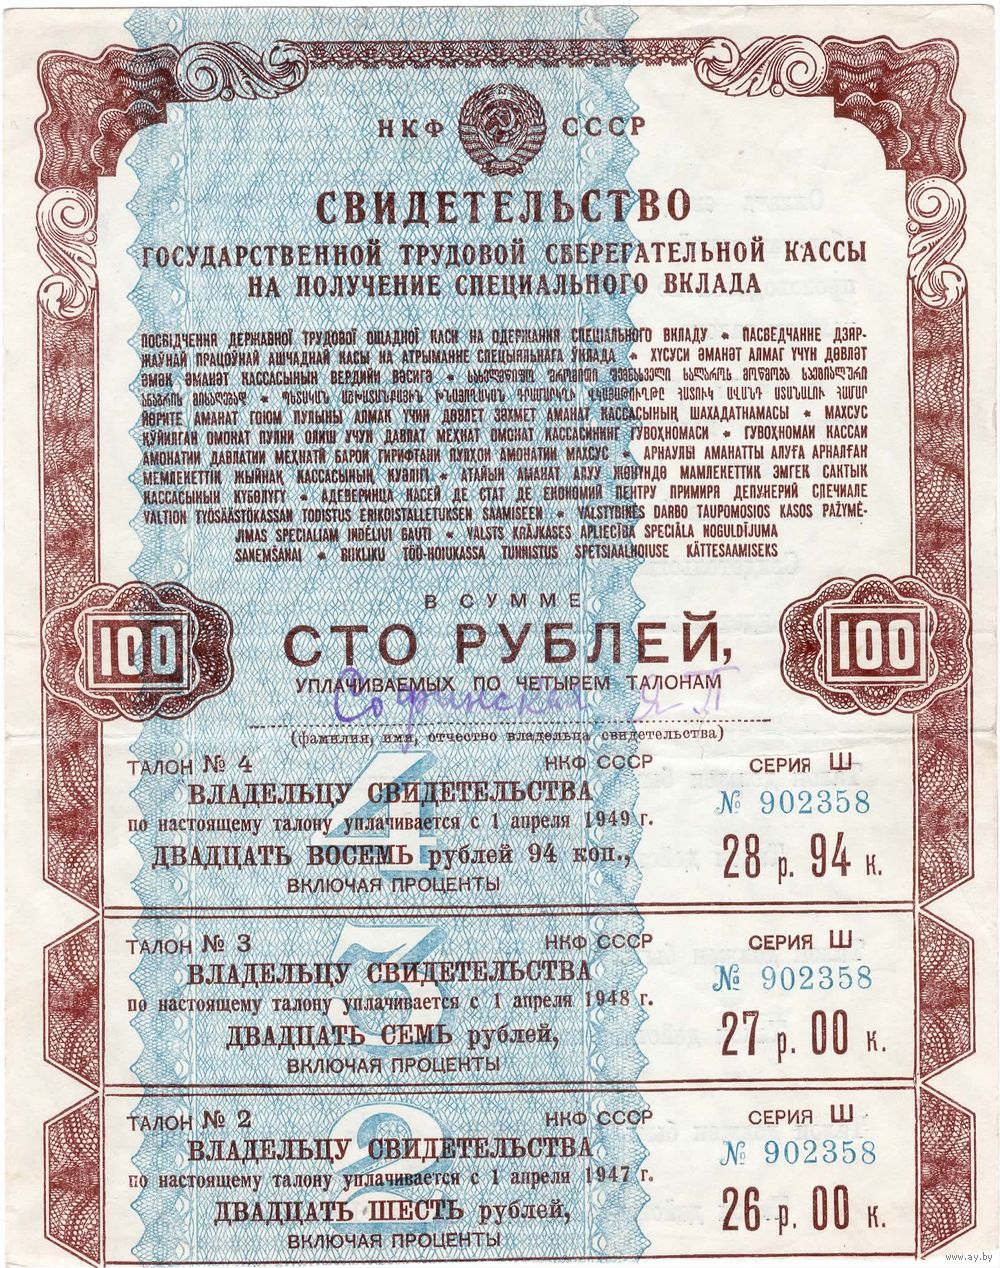 НКФ СССР
СВИДЕТЕЛЬСТВО
ГОСУДАРСТВЕННОЙ ТРУДОВОЙ СБЕРЕГАТЕЛЬНОЙ КАССЫ
НА ПОЛУЧЕНИЕ СПЕЦИАЛЬНОГО ВКЛАДА
ПОСВІДЧЕННЯ ДЕРЖАВНОЇ ТРУДОВОЇ ОЩАДНОЇ КАСИ НА ОДЕРЖАННЯ СПЕЦІАЛЬНОГО ВКЛАДУ * ПАСВЕДЧАННЕ ДЗЯР-
ЖАЎНАЙ ПРАЦОЎНАЙ АШЧАДНАЙ КАСЫ НА АТРЫМАННЕ СПЕЦЫЯЛЬНАГА ЎКЛАДА * ХҮСУСИ ӘМАНӘТ АЛМАГ ҮЧҮН ДӨВЛӘТ
ӘМӘК ӘМАНӘТ КАССАСЫНЫН ВЕРДИЙИ ВӘСИГӘ *
ЙӨРИТЕ АМАНАТ ГОЮМ ПУЛЫНЫ АЛМАК ҮЧИН ДӨВЛЕТ ЗӘХМЕТ АМАНАТ КАССАСЫНЫҢ ШАХАДАТНАМАСЫ * МАХСУС
ҚУЙИЛГАН ОМОНАТ ПУЛИНИ ОЛИШ УЧУН ДАВЛАТ МЕҲНАТ ОМОНАТ КАССАСИНИНГ ГУВОҲНОМАСИ * ГУВОҲНОМАИ КАССАИ
АМОНАТИИ ДАВЛАТИИ МЕҲНАТӢ БАРОИ ГИРИФТАНИ ПУЛҲОИ АМОНАТИИ МАХСУС * АРНАУЛЫ АМАНАТТЫ АЛУҒА АРНАЛҒАН
МЕМЛЕКЕТТІК ЖЫЙНАҚ КАССАСЫНЫҢ КУӘЛІГІ * АТАЙЫН АМАНАТ АЛУУ ЖӨНҮНДӨ МАМЛЕКЕТТИК ЭМГЕК САКТЫК
КАССАСЫНЫН КҮБӨЛҮГҮ * АДЕВЕРИНЦА КАСЕЙ ДЕ СТАТ ДЕ ЕКОНОМИЙ ПЕНТРУ ПРИМИРЯ ДЕПУНЕРИЙ СПЕЧИАЛЕ
VALTION TYÖSÄÄSTÖKASSAN TODISTUS ERIKOISTALLETUKSEN SAAMISEEN * VALSTYBINĖS DARBO TAUPOMOSIOS KASOS PAŽYMĖ-
JIMAS SPECIALIAM INDĖLIUI GAUTI * VALSTS KRĀJKASES APLIECĪBA SPECIĀLA NOGULDĪJUMA
SAŅEMŠANAI * RIIKLIKU TÖÖ-HOIUKASSA TUNNISTUS SPETSIAALHOIUSE KÄTTESAAMISEKS
В СУММЕ
100 СТО РУБЛЕЙ, 100
УПЛАЧИВАЕМЫХ ПО ЧЕТЫРЕМ ТАЛОНАМ
Я П
(фамилия, имя, отчество владельца свидетельства)
ТАЛОН № 4 НКФ СССР СЕРИЯ Ш
ВЛАДЕЛЬЦУ СВИДЕТЕЛЬСТВА № 902358
по настоящему талону уплачивается с 1 апреля 1949 г.
4
ДВАДЦАТЬ ВОСЕМЬ рублей 94 коп., 28 р. 94 к.
ВКЛЮЧАЯ ПРОЦЕНТЫ
ТАЛОН № 3 НКФ СССР СЕРИЯ Ш
ВЛАДЕЛЬЦУ СВИДЕТЕЛЬСТВА № 902358
по настоящему талону уплачивается с 1 апреля 1948 г.
3
ДВАДЦАТЬ СЕМЬ рублей, 27 р. 00 к.
ВКЛЮЧАЯ ПРОЦЕНТЫ
ТАЛОН № 2 НКФ СССР СЕРИЯ Ш
ВЛАДЕЛЬЦУ СВИДЕТЕЛЬСТВА № 902358
по настоящему талону уплачивается с 1 апреля 1947 г.
2
ДВАДЦАТЬ ШЕСТЬ рублей, 26 р. 00 к.
ВКЛЮЧАЯ ПРОЦЕНТЫ
www.ay.by